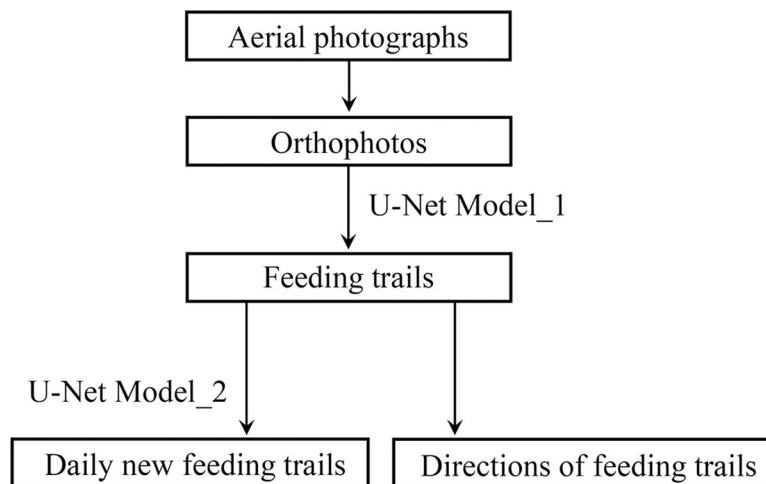 Aerial photographs
Orthophotos
U-Net Model_1
Feeding trails
U-Net Model_2
Daily new feeding trails
Directions of feeding trails